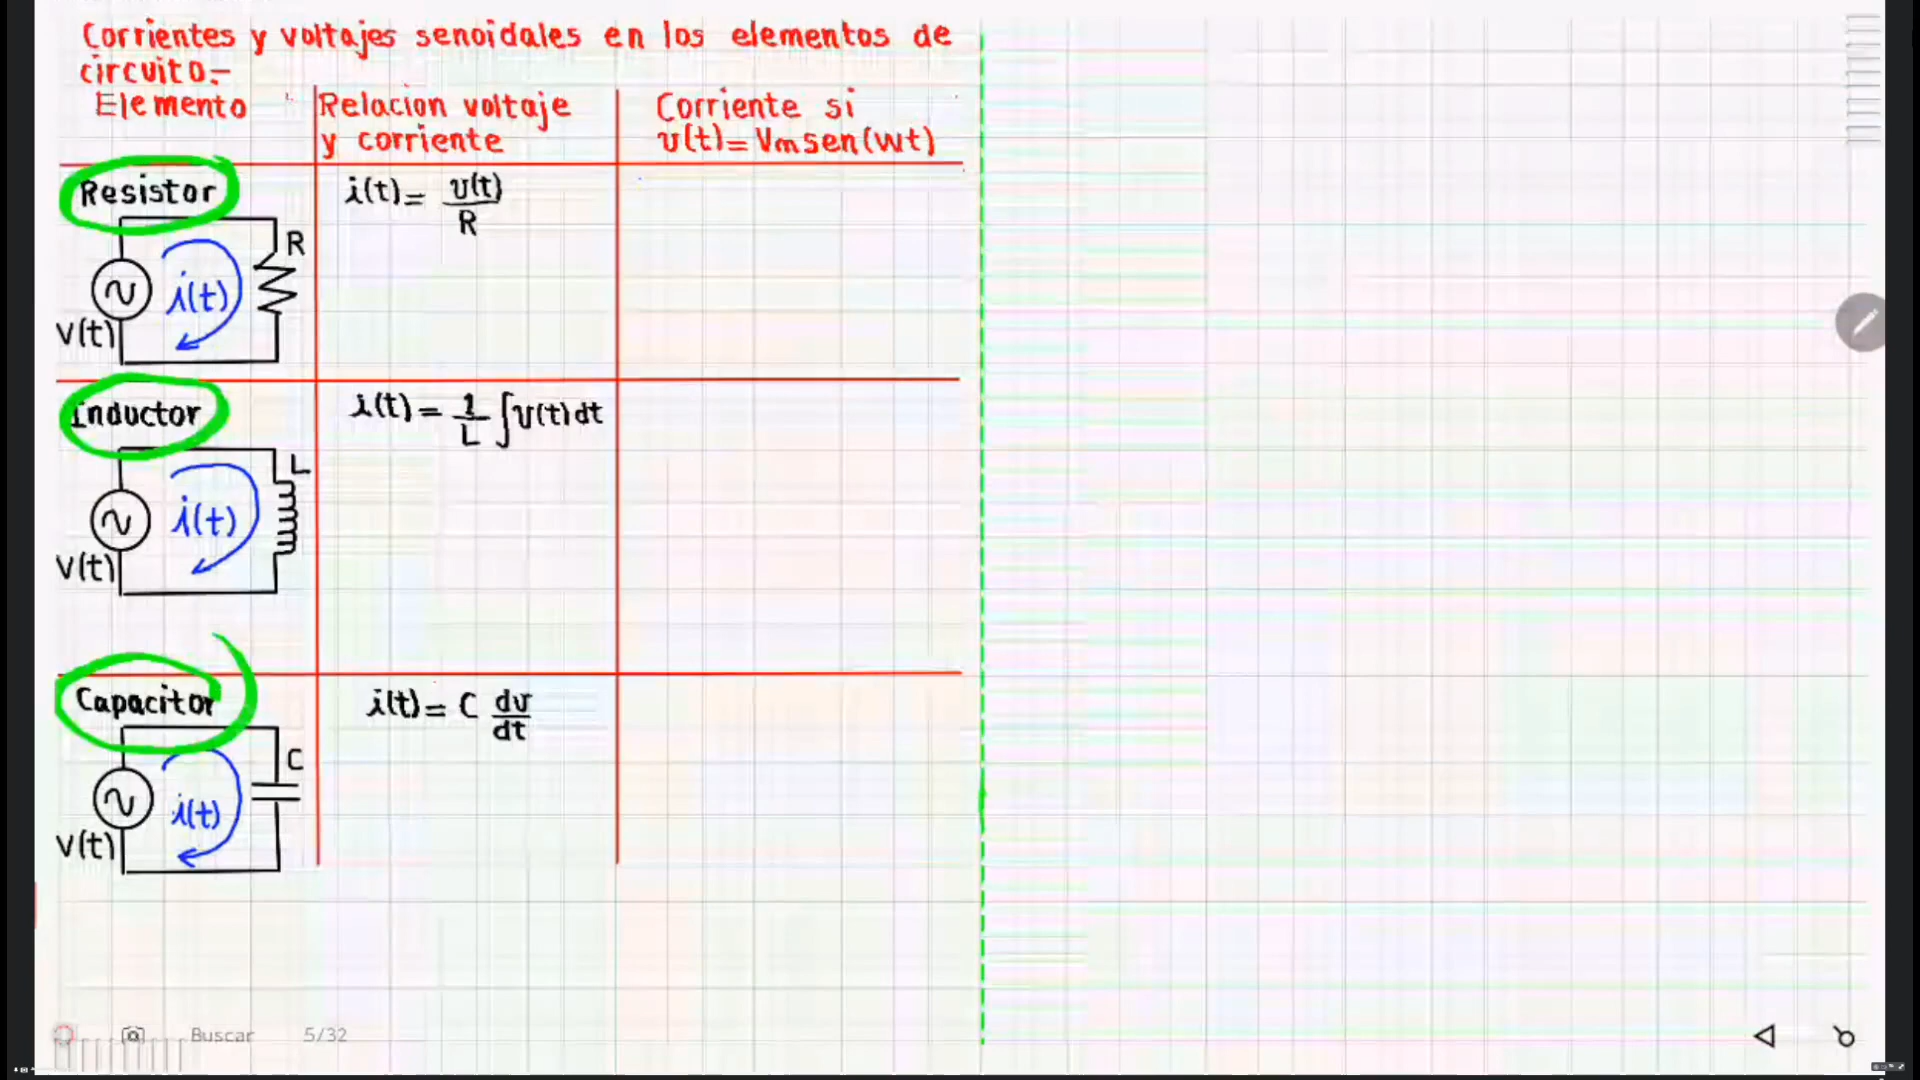 Corrientes y voltajes senoidales en los elementos de
circuito:-
Elemento
Relacion voltaje
y corriente
Corriente si
v(t)=Vmsen(wt)
Resistor
i(t)= v(t)/R
R
i(t)
V(t)
Inductor
i(t)= 1/L ∫v(t)dt
L
i(t)
V(t)
Capacitor
i(t)= C dv/dt
C
i(t)
V(t)
Buscar 5/32